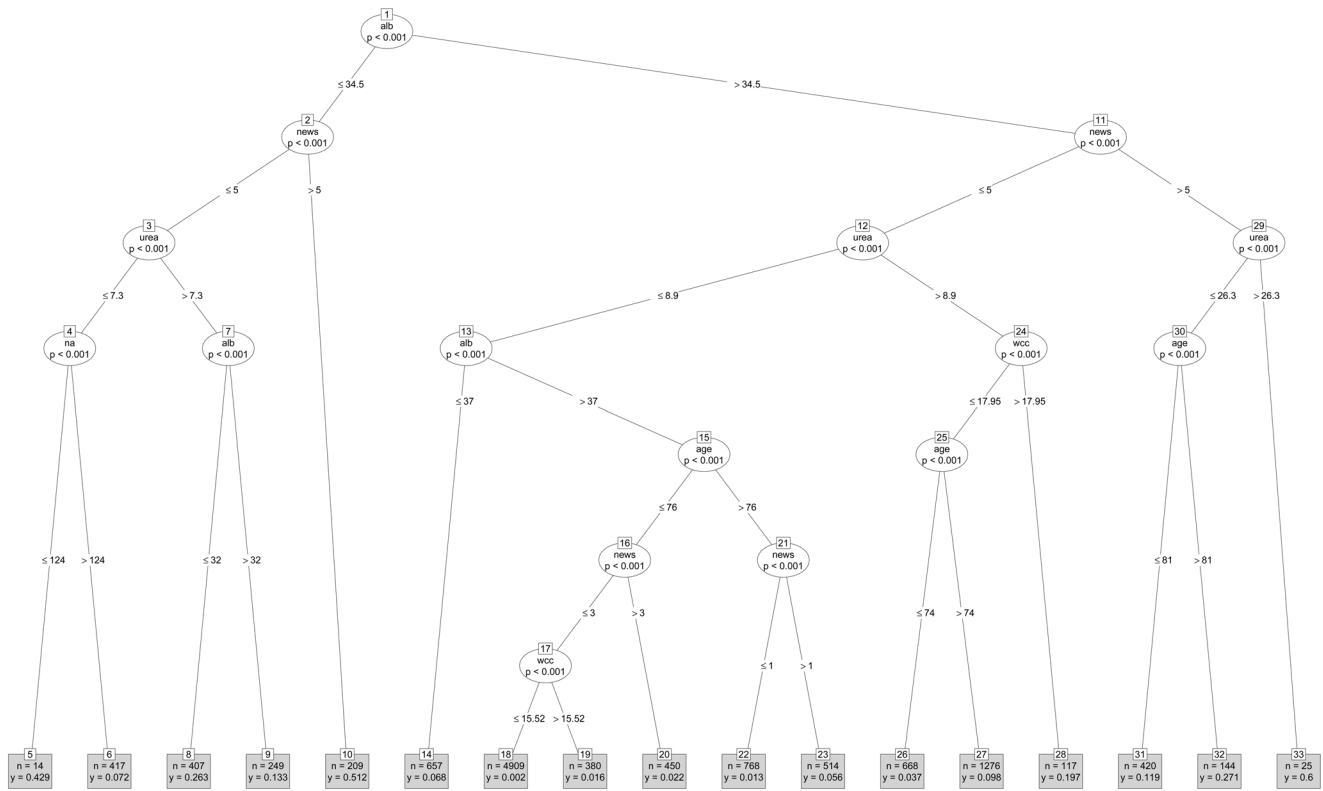 1
alb
p < 0.001
≤ 34.5
> 34.5
2
news
p < 0.001
11
news
p < 0.001
≤ 5
> 5
≤ 5
> 5
3
urea
p < 0.001
12
urea
p < 0.001
29
urea
p < 0.001
≤ 7.3
> 7.3
≤ 8.9
> 8.9
≤ 26.3
> 26.3
4
na
p < 0.001
7
alb
p < 0.001
13
alb
p < 0.001
24
wcc
p < 0.001
30
age
p < 0.001
≤ 37
> 37
≤ 17.95
> 17.95
15
age
p < 0.001
25
age
p < 0.001
≤ 76
> 76
16
news
p < 0.001
21
news
p < 0.001
≤ 124
> 124
≤ 32
> 32
≤ 81
> 81
≤ 3
> 3
≤ 74
> 74
17
wcc
p < 0.001
≤ 1
> 1
≤ 15.52
> 15.52
5
n = 14
y = 0.429
6
n = 417
y = 0.072
8
n = 407
y = 0.263
9
n = 249
y = 0.133
10
n = 209
y = 0.512
14
n = 657
y = 0.068
18
n = 4909
y = 0.002
19
n = 380
y = 0.016
20
n = 450
y = 0.022
22
n = 768
y = 0.013
23
n = 514
y = 0.056
26
n = 668
y = 0.037
27
n = 1276
y = 0.098
28
n = 117
y = 0.197
31
n = 420
y = 0.119
32
n = 144
y = 0.271
33
n = 25
y = 0.6